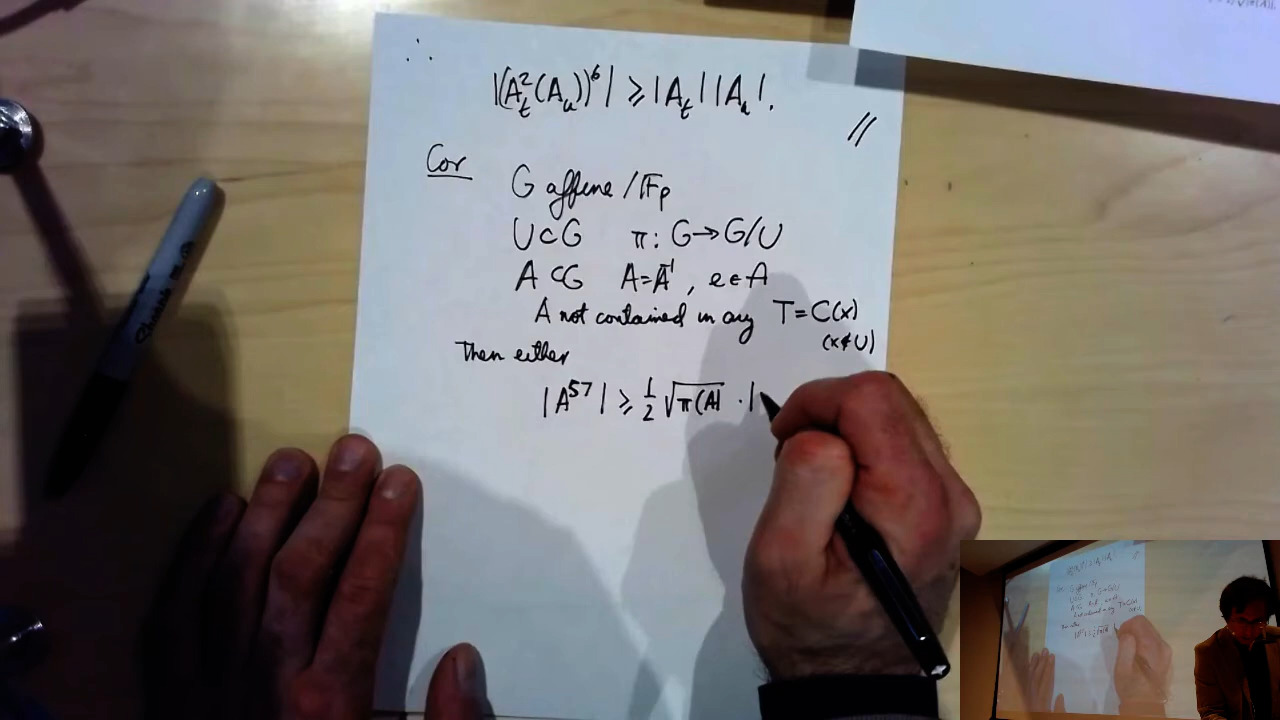 ∴
|(A_t^2(A_u))^6| ⩾ |A_t||A_u|.
//
Cor G affine / 𝔽_p
U ⊂ G π: G → G/U
A ⊂ G A = A^{-1}, e ∈ A
A not contained in any T = C(x)
(x ∉ U)
Then either
|A^{57}| ⩾ 1/2 √|π(A)| · |
Sharpie